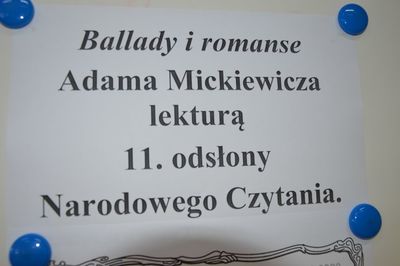 Ballady i romanse
Adama Mickiewicza
lekturą
11. odsłony
Narodowego Czytania.